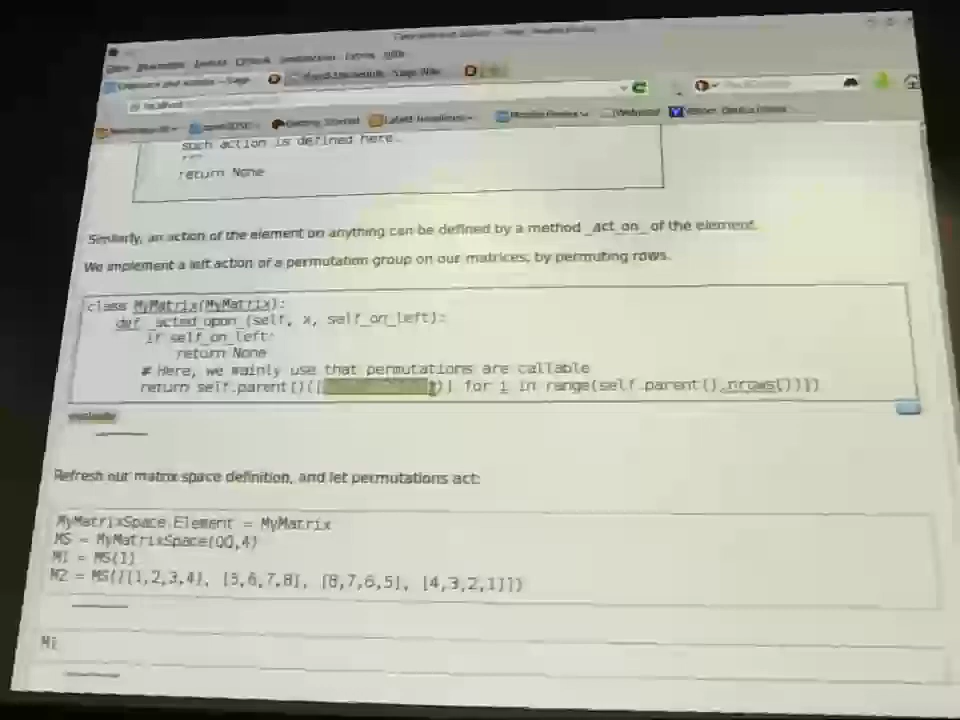 localhost
Getting Started
such action is defined here.
"""
return None
Similarly, an action of the element on anything can be defined by a method _act_on_ of the element.
We implement a left action of a permutation group on our matrices, by permuting rows.
class MyMatrix(MyMatrix):
def _acted_upon_(self, x, self_on_left):
if self_on_left:
return None
# Here, we mainly use that permutations are callable
return self.parent()([ )] for i in range(self.parent().nrows())])
evaluate
Refresh our matrix space definition, and let permutations act:
MyMatrixSpace.Element = MyMatrix
MS = MyMatrixSpace(QQ,4)
M1 = MS(1)
M2 = MS([[1,2,3,4], [5,6,7,8], [8,7,6,5], [4,3,2,1]])
M1